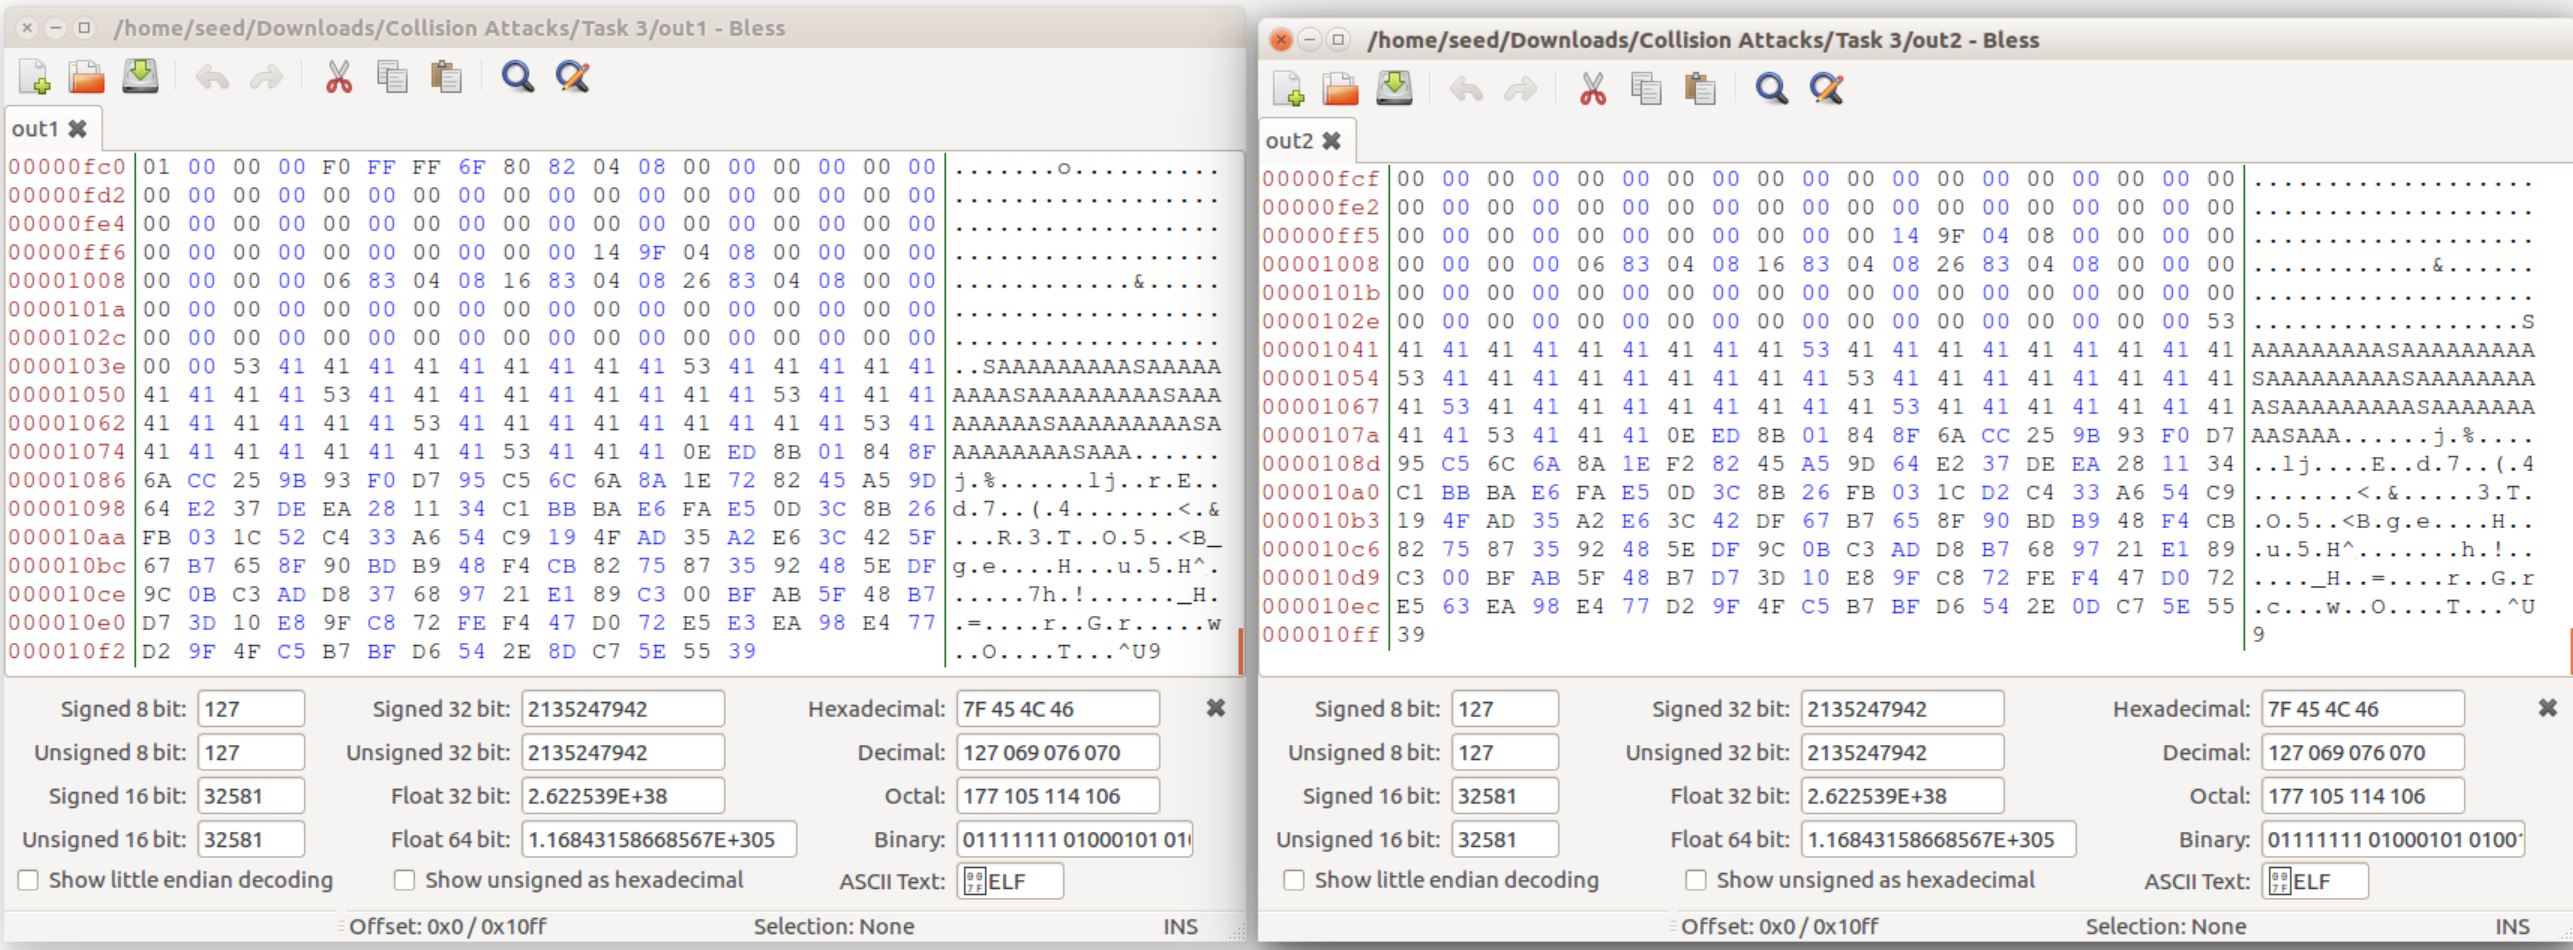 /home/seed/Downloads/Collision Attacks/Task 3/out1 - Bless
out1
00000fc0 01 00 00 00 F0 FF FF 6F 80 82 04 08 00 00 00 00 00 00 .......o..........
00000fd2 00 00 00 00 00 00 00 00 00 00 00 00 00 00 00 00 00 00 ..................
00000fe4 00 00 00 00 00 00 00 00 00 00 00 00 00 00 00 00 00 00 ..................
00000ff6 00 00 00 00 00 00 00 00 00 00 14 9F 04 08 00 00 00 00 ..................
00001008 00 00 00 00 06 83 04 08 16 83 04 08 26 83 04 08 00 00 ............&.....
0000101a 00 00 00 00 00 00 00 00 00 00 00 00 00 00 00 00 00 00 ..................
0000102c 00 00 00 00 00 00 00 00 00 00 00 00 00 00 00 00 00 00 ..................
0000103e 00 00 53 41 41 41 41 41 41 41 41 41 53 41 41 41 41 41 ..SAAAAAAAAASAAAAA
00001050 41 41 41 41 53 41 41 41 41 41 41 41 41 41 53 41 41 41 AAAASAAAAAAAAASAAA
00001062 41 41 41 41 41 41 53 41 41 41 41 41 41 41 41 41 53 41 AAAAAASAAAAAAAAASA
00001074 41 41 41 41 41 41 41 41 53 41 41 41 0E ED 8B 01 84 8F AAAAAAAASAAA......
00001086 6A CC 25 9B 93 F0 D7 95 C5 6C 6A 8A 1E 72 82 45 A5 9D j.%......lj..r.E..
00001098 64 E2 37 DE EA 28 11 34 C1 BB BA E6 FA E5 0D 3C 8B 26 d.7..(.4.......<.&
000010aa FB 03 1C 52 C4 33 A6 54 C9 19 4F AD 35 A2 E6 3C 42 5F ...R.3.T..O.5..<B_
000010bc 67 B7 65 8F 90 BD B9 48 F4 CB 82 75 87 35 92 48 5E DF g.e....H...u.5.H^.
000010ce 9C 0B C3 AD D8 37 68 97 21 E1 89 C3 00 BF AB 5F 48 B7 .....7h.!......_H.
000010e0 D7 3D 10 E8 9F C8 72 FE F4 47 D0 72 E5 E3 EA 98 E4 77 .=....r..G.r.....w
000010f2 D2 9F 4F C5 B7 BF D6 54 2E 8D C7 5E 55 39 ..O....T...^U9
Signed 8 bit: 127 Signed 32 bit: 2135247942 Hexadecimal: 7F 45 4C 46
Unsigned 8 bit: 127 Unsigned 32 bit: 2135247942 Decimal: 127 069 076 070
Signed 16 bit: 32581 Float 32 bit: 2.622539E+38 Octal: 177 105 114 106
Unsigned 16 bit: 32581 Float 64 bit: 1.16843158668567E+305 Binary: 01111111 01000101 01
Show little endian decoding Show unsigned as hexadecimal ASCII Text: ELF
Offset: 0x0 / 0x10ff Selection: None INS
/home/seed/Downloads/Collision Attacks/Task 3/out2 - Bless
out2
00000fcf 00 00 00 00 00 00 00 00 00 00 00 00 00 00 00 00 00 00 00 ...................
00000fe2 00 00 00 00 00 00 00 00 00 00 00 00 00 00 00 00 00 00 00 ...................
00000ff5 00 00 00 00 00 00 00 00 00 00 00 14 9F 04 08 00 00 00 00 ...................
00001008 00 00 00 00 06 83 04 08 16 83 04 08 26 83 04 08 00 00 00 ............&......
0000101b 00 00 00 00 00 00 00 00 00 00 00 00 00 00 00 00 00 00 00 ...................
0000102e 00 00 00 00 00 00 00 00 00 00 00 00 00 00 00 00 00 00 53 ..................S
00001041 41 41 41 41 41 41 41 41 41 53 41 41 41 41 41 41 41 41 41 AAAAAAAAASAAAAAAAAA
00001054 53 41 41 41 41 41 41 41 41 41 53 41 41 41 41 41 41 41 41 SAAAAAAAAASAAAAAAAA
00001067 41 53 41 41 41 41 41 41 41 41 41 53 41 41 41 41 41 41 41 ASAAAAAAAAASAAAAAAA
0000107a 41 41 53 41 41 41 0E ED 8B 01 84 8F 6A CC 25 9B 93 F0 D7 AASAAA......j.%....
0000108d 95 C5 6C 6A 8A 1E F2 82 45 A5 9D 64 E2 37 DE EA 28 11 34 ..lj....E..d.7..(.4
000010a0 C1 BB BA E6 FA E5 0D 3C 8B 26 FB 03 1C D2 C4 33 A6 54 C9 .......<.&.....3.T.
000010b3 19 4F AD 35 A2 E6 3C 42 DF 67 B7 65 8F 90 BD B9 48 F4 CB .O.5..<B.g.e....H..
000010c6 82 75 87 35 92 48 5E DF 9C 0B C3 AD D8 B7 68 97 21 E1 89 .u.5.H^.......h.!..
000010d9 C3 00 BF AB 5F 48 B7 D7 3D 10 E8 9F C8 72 FE F4 47 D0 72 ...._H..=....r..G.r
000010ec E5 63 EA 98 E4 77 D2 9F 4F C5 B7 BF D6 54 2E 0D C7 5E 55 .c...w..O....T...^U
000010ff 39 9
Signed 8 bit: 127 Signed 32 bit: 2135247942 Hexadecimal: 7F 45 4C 46
Unsigned 8 bit: 127 Unsigned 32 bit: 2135247942 Decimal: 127 069 076 070
Signed 16 bit: 32581 Float 32 bit: 2.622539E+38 Octal: 177 105 114 106
Unsigned 16 bit: 32581 Float 64 bit: 1.16843158668567E+305 Binary: 01111111 01000101 0100
Show little endian decoding Show unsigned as hexadecimal ASCII Text: ELF
Offset: 0x0 / 0x10ff Selection: None INS